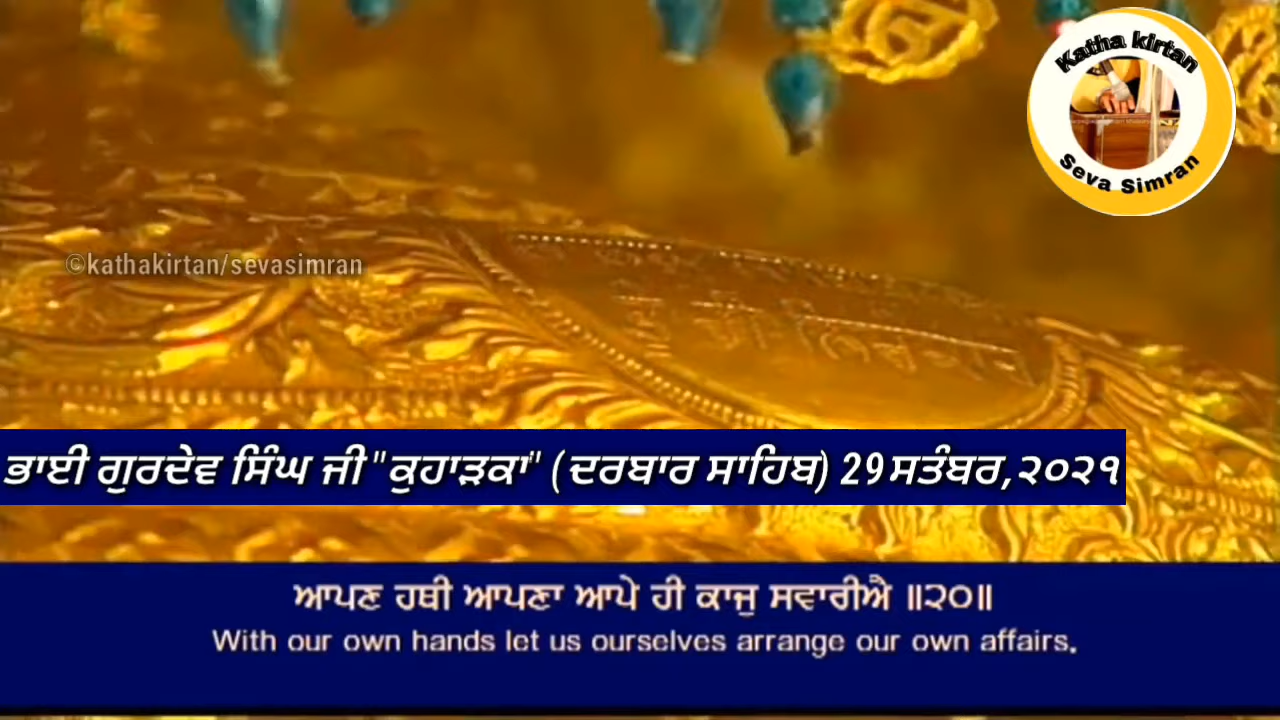 Katha kirtan
Seva Simran
©kathakirtan/sevasimran
ਭਾਈ ਗੁਰਦੇਵ ਸਿੰਘ ਜੀ "ਕੁਹਾੜਕਾ" (ਦਰਬਾਰ ਸਾਹਿਬ) 29 ਸਤੰਬਰ,੨੦੨੧
ਆਪਣ ਹਥੀ ਆਪਣਾ ਆਪੇ ਹੀ ਕਾਜੁ ਸਵਾਰੀਐ ॥੨੦॥
With our own hands let us ourselves arrange our own affairs.